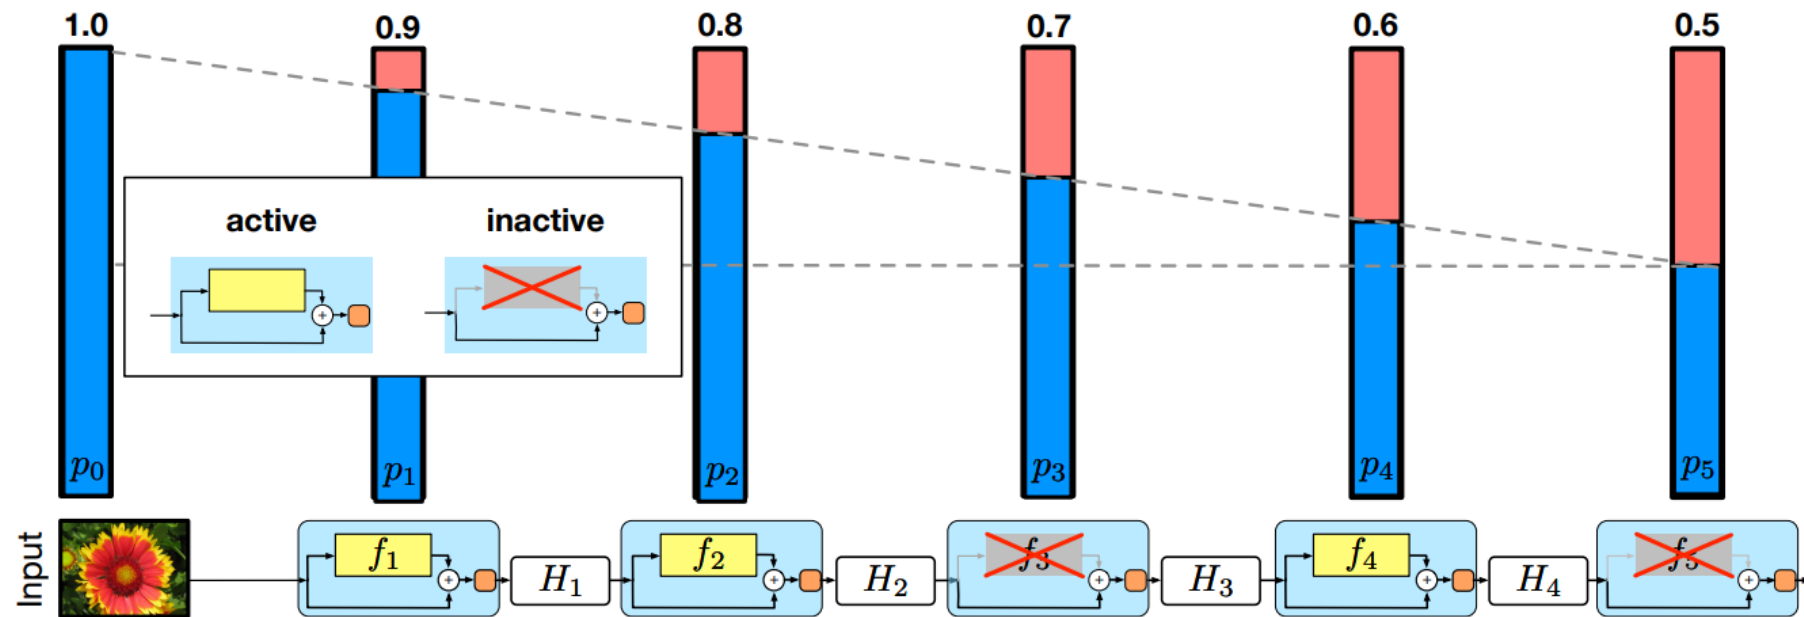 1.0 0.9 0.8 0.7 0.6 0.5
active inactive
p0 p1 p2 p3 p4 p5
Input
f1 H1 f2 H2 f3 H3 f4 H4 f5